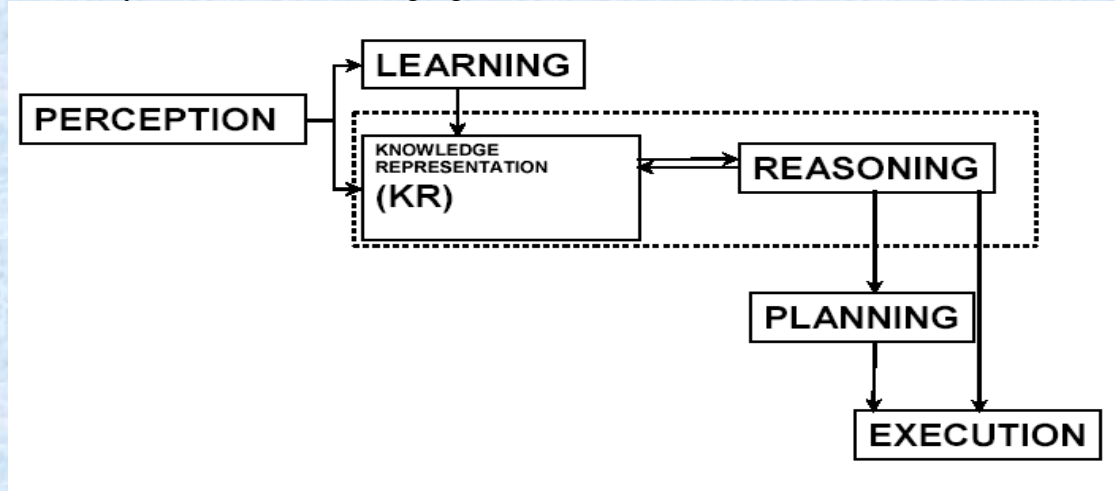 LEARNING
PERCEPTION
KNOWLEDGE
REPRESENTATION
(KR)
REASONING
PLANNING
EXECUTION